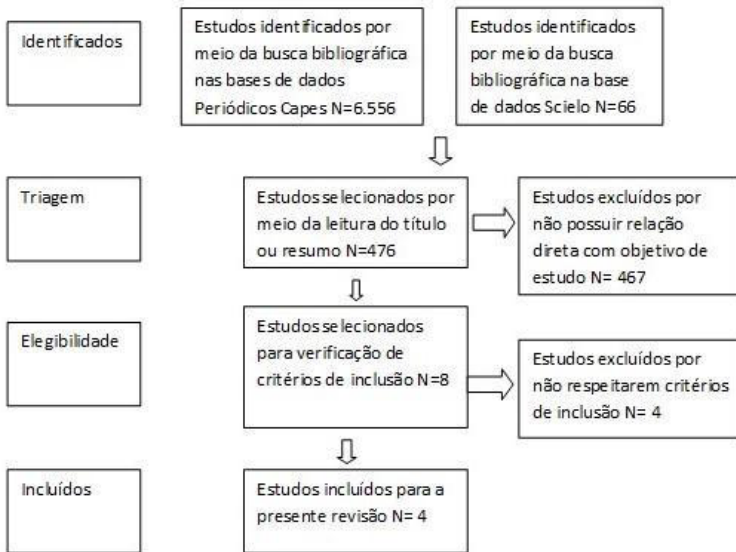 Identificados
Estudos identificados por
meio da busca bibliográfica
nas bases de dados
Periódicos Capes N=6.556
Estudos identificados
por meio da busca
bibliográfica na base
de dados Scielo N=66
Triagem
Estudos selecionados por
meio da leitura do título
ou resumo N=476
Estudos excluídos por
não possuir relação
direta com objetivo de
estudo N= 467
Elegibilidade
Estudos selecionados
para verificação de
critérios de inclusão N=8
Estudos excluídos por
não respeitarem critérios
de inclusão N= 4
Incluídos
Estudos incluídos para a
presente revisão N= 4